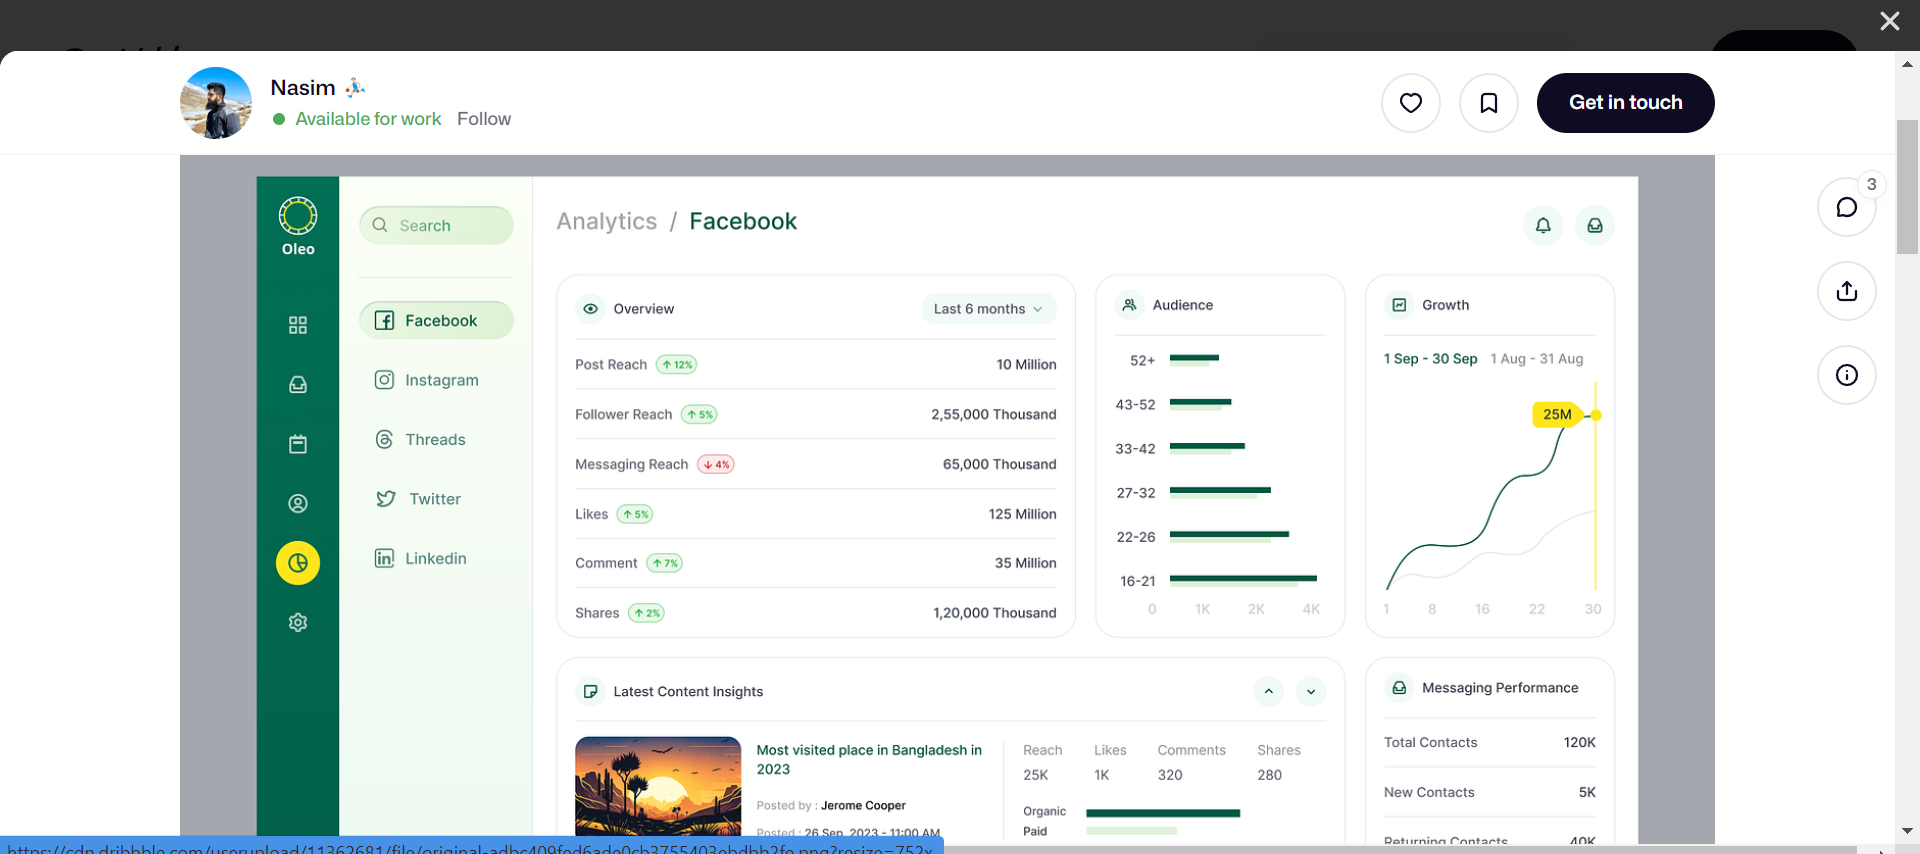 Nasim
Available for work Follow
Get in touch
3
Oleo
Search
Facebook
Instagram
Threads
Twitter
Linkedin
Analytics / Facebook
Overview
Last 6 months
Post Reach 12% 10 Million
Follower Reach 5% 2,55,000 Thousand
Messaging Reach 4% 65,000 Thousand
Likes 5% 125 Million
Comment 7% 35 Million
Shares 2% 1,20,000 Thousand
Audience
52+
43-52
33-42
27-32
22-26
16-21
0 1K 2K 4K
Growth
1 Sep - 30 Sep 1 Aug - 31 Aug
25M
1 8 16 22 30
Latest Content Insights
Most visited place in Bangladesh in
2023
Posted by : Jerome Cooper
Posted : 26 Sep, 2023 - 11:00 AM
Reach Likes Comments Shares
25K 1K 320 280
Organic
Paid
Messaging Performance
Total Contacts 120K
New Contacts 5K
Returning Contacts 40K
https://cdn.dribbble.com/userupload/11362681/file/original-adbc409fed6ade0cb3755403ebdbb2fe.png?resize=752x